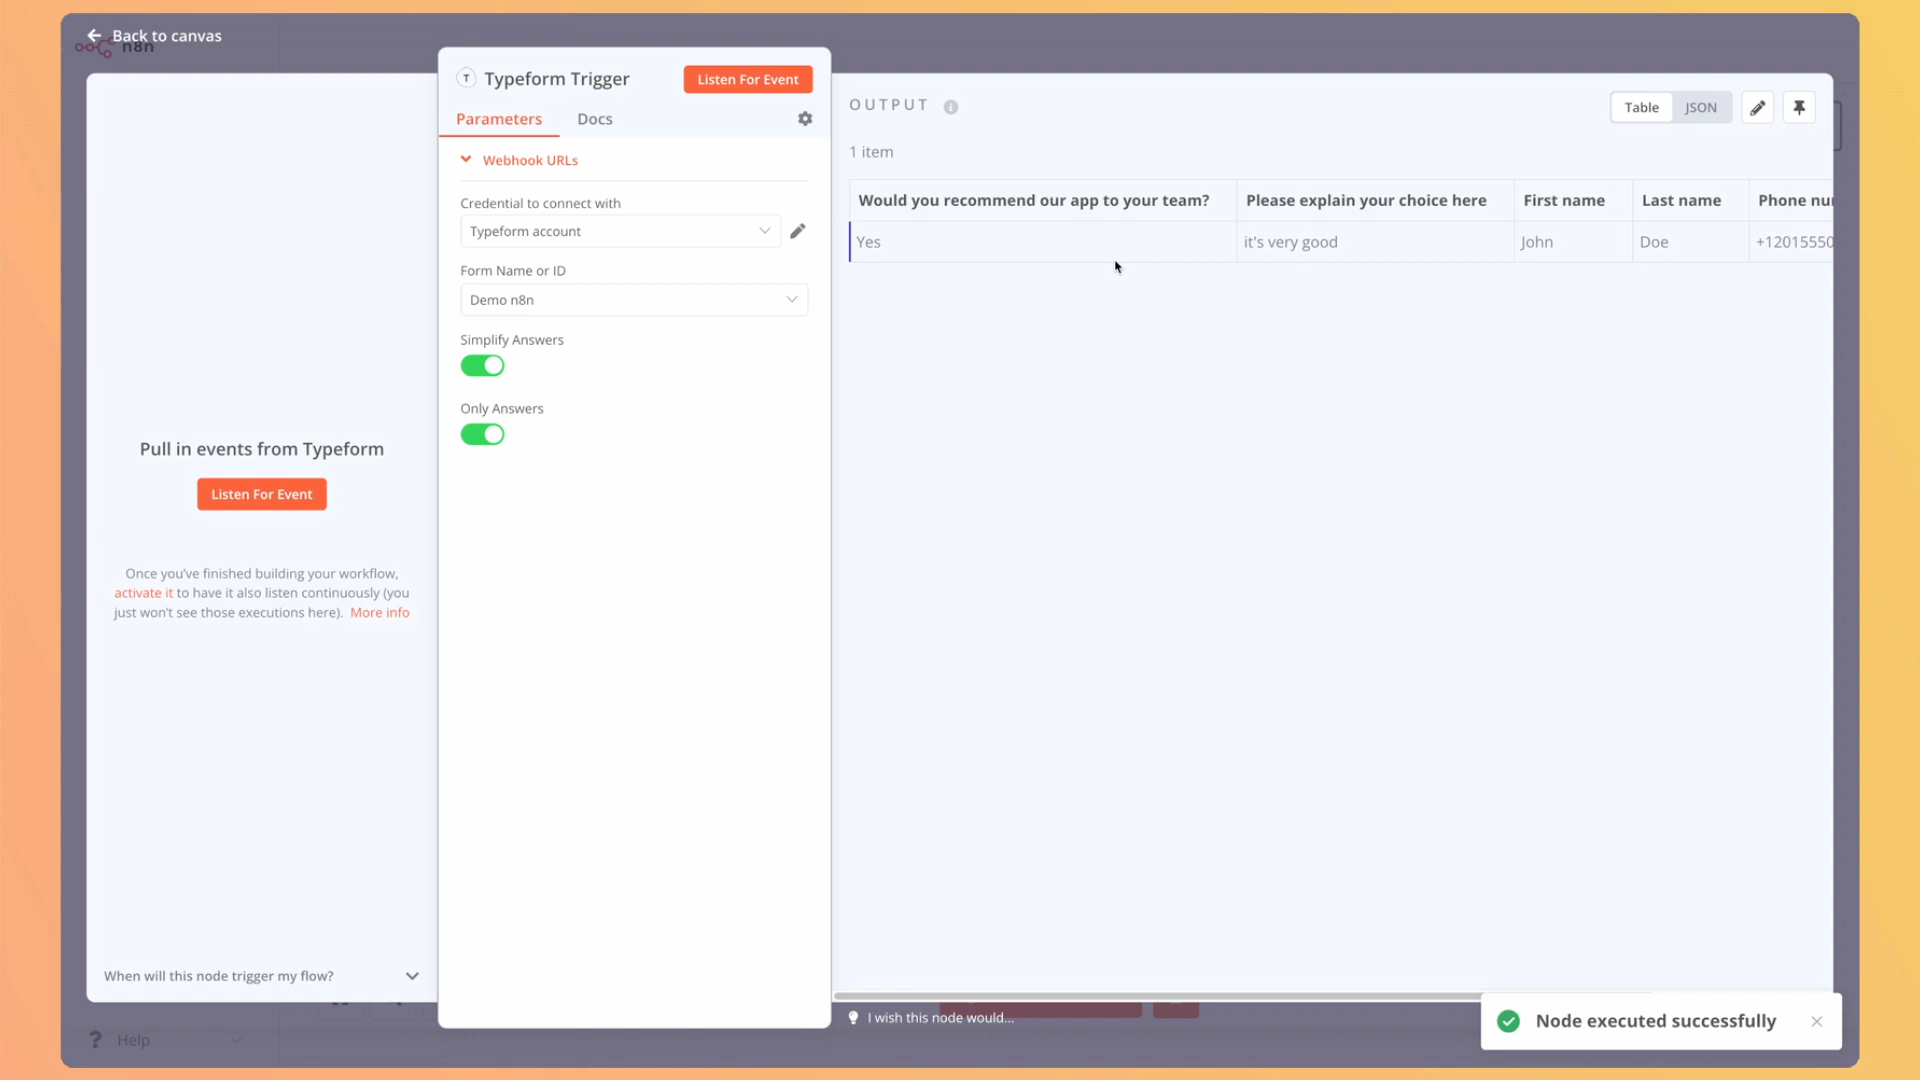 Back to canvas
n8n
T Typeform Trigger
Listen For Event
Parameters
Docs
Webhook URLs
Credential to connect with
Typeform account
Form Name or ID
Demo n8n
Simplify Answers
Only Answers
Pull in events from Typeform
Listen For Event
Once you've finished building your workflow,
activate it to have it also listen continuously (you
just won't see those executions here). More info
When will this node trigger my flow?
Help
OUTPUT
Table
JSON
1 item
Would you recommend our app to your team? Please explain your choice here First name Last name Phone
Yes it's very good John Doe +12015550
I wish this node would...
Node executed successfully